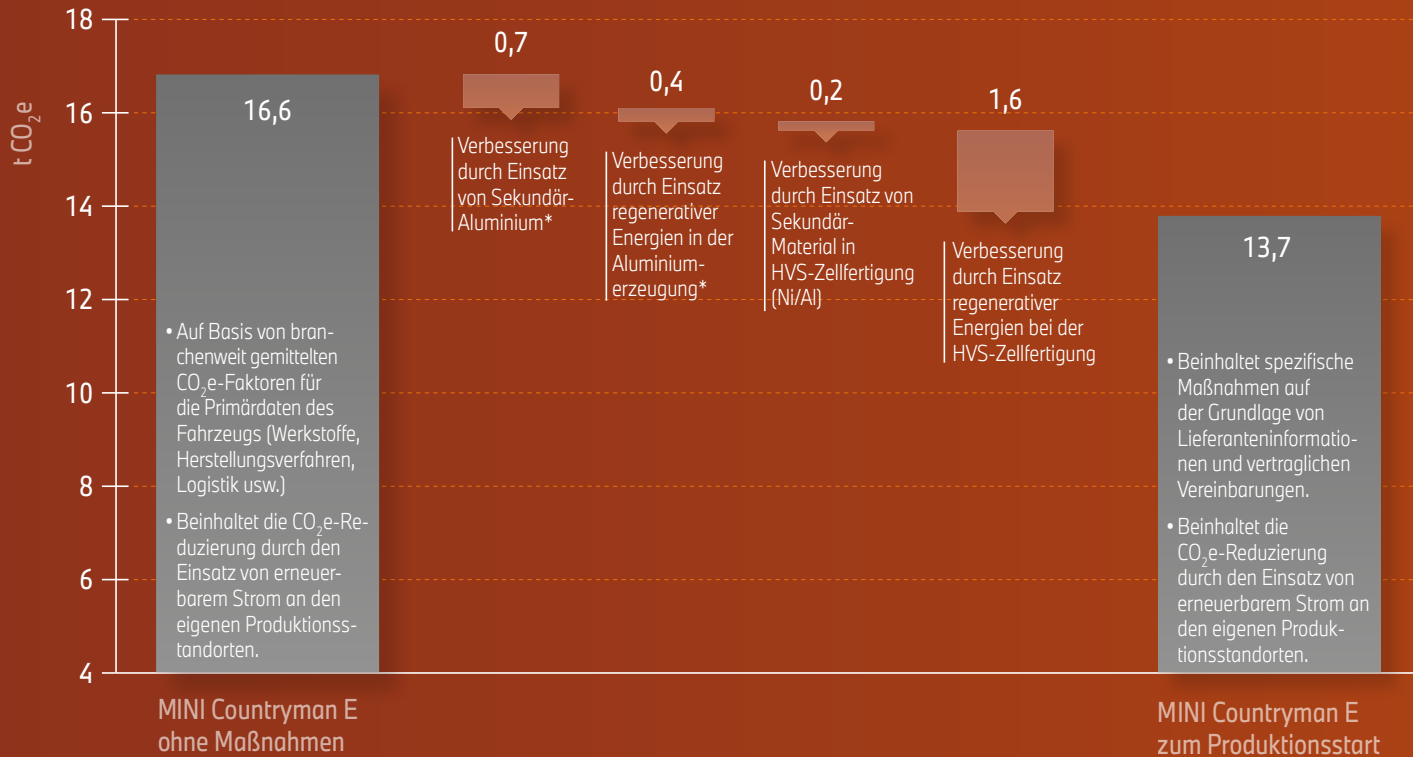 t CO₂e
18
16
14
12
10
8
6
4
16,6
• Auf Basis von bran-
chenweit gemittelten
CO₂e-Faktoren für
die Primärdaten des
Fahrzeugs (Werkstoffe,
Herstellungsverfahren,
Logistik usw.)
• Beinhaltet die CO₂e-Re-
duzierung durch den
Einsatz von erneuer-
barem Strom an den
eigenen Produktionss-
tandorten.
MINI Countryman E
ohne Maßnahmen
0,7
Verbesserung
durch Einsatz
von Sekundär-
Aluminium*
0,4
Verbesserung
durch Einsatz
regenerativer
Energien in der
Aluminium-
erzeugung*
0,2
Verbesserung
durch Einsatz von
Sekundär-
Material in
HVS-Zellfertigung
(Ni/Al)
1,6
Verbesserung
durch Einsatz
regenerativer
Energien bei der
HVS-Zellfertigung
13,7
• Beinhaltet spezifische
Maßnahmen auf
der Grundlage von
Lieferanteninformatio-
nen und vertraglichen
Vereinbarungen.
• Beinhaltet die
CO₂e-Reduzierung
durch den Einsatz von
erneuerbarem Strom an
den eigenen Produk-
tionsstandorten.
MINI Countryman E
zum Produktionsstart